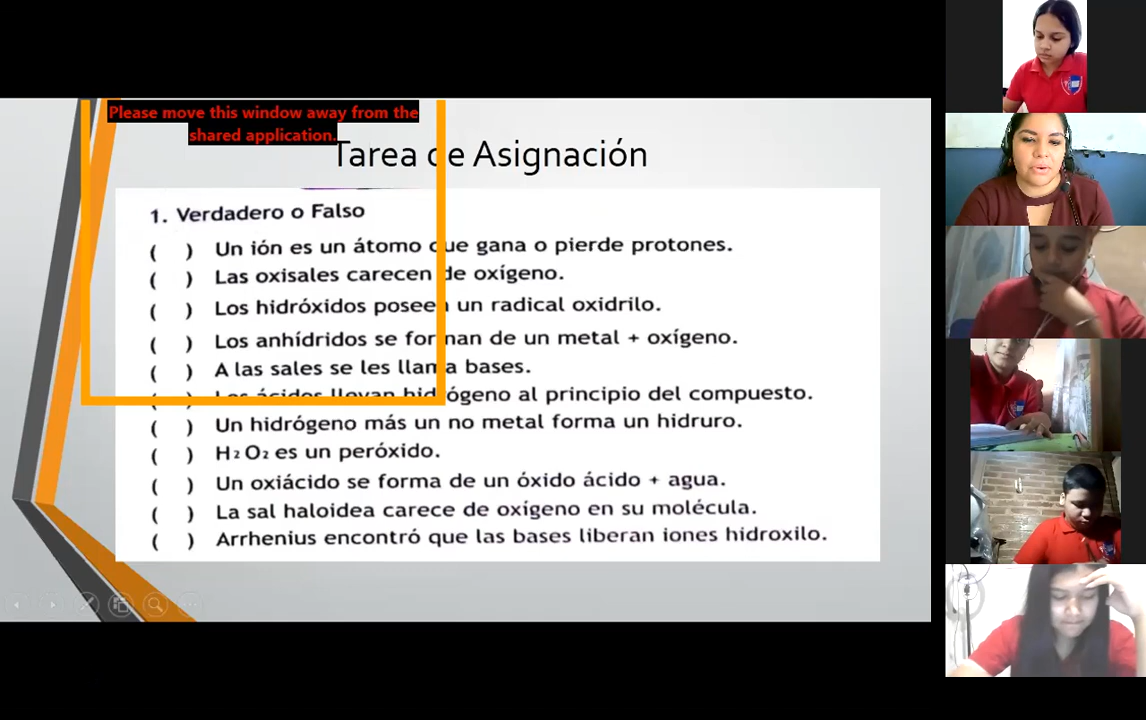 Please move this window away from the
shared application.
Tarea de Asignación
1. Verdadero o Falso
( ) Un ión es un átomo que gana o pierde protones.
( ) Las oxisales carecen de oxígeno.
( ) Los hidróxidos poseen un radical oxidrilo.
( ) Los anhídridos se forman de un metal + oxígeno.
( ) A las sales se les llama bases.
( ) Los ácidos llevan hidrógeno al principio del compuesto.
( ) Un hidrógeno más un no metal forma un hidruro.
( ) H₂O₂ es un peróxido.
( ) Un oxiácido se forma de un óxido ácido + agua.
( ) La sal haloidea carece de oxígeno en su molécula.
( ) Arrhenius encontró que las bases liberan iones hidroxilo.